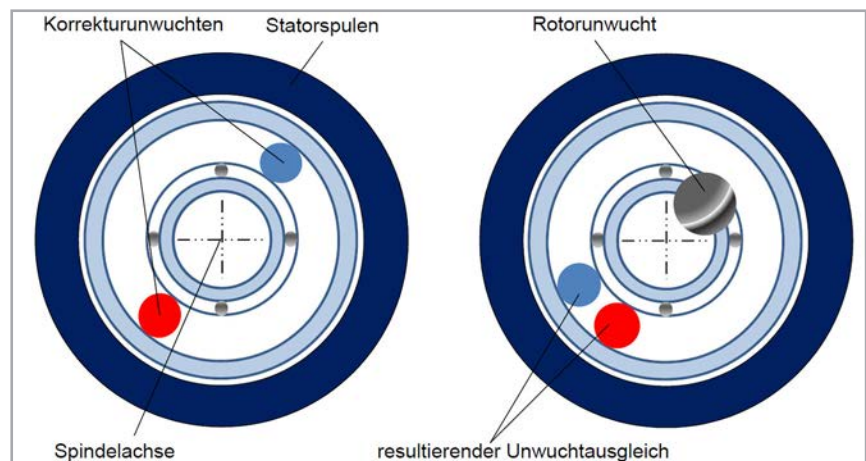 Korrekturunwuchten
Statorspulen
Rotorunwucht
Spindelachse
resultierender Unwuchtausgleich